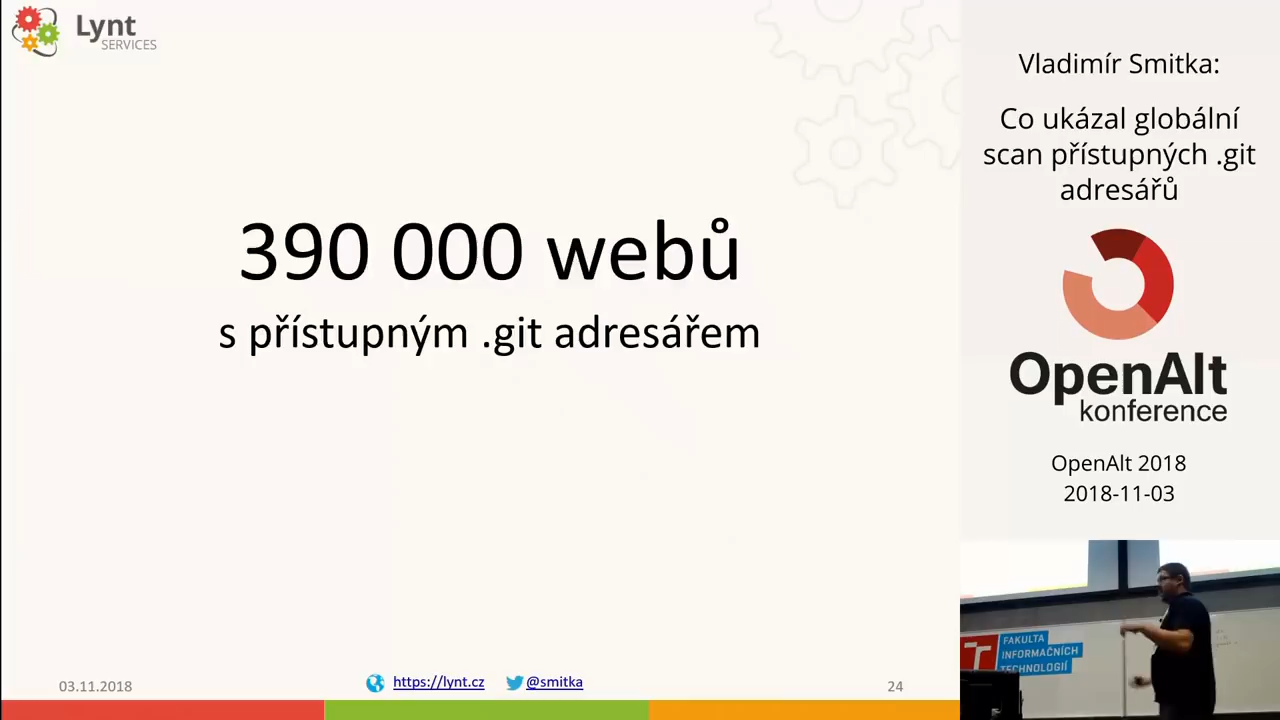 Lynt
SERVICES
390 000 webů
s přístupným .git adresářem
03.11.2018
https://lynt.cz
@smitka
24
Vladimír Smitka:
Co ukázal globální
scan přístupných .git
adresářů
OpenAlt
konference
OpenAlt 2018
2018-11-03
FAKULTA
INFORMAČNÍCH
TECHNOLOGIÍ